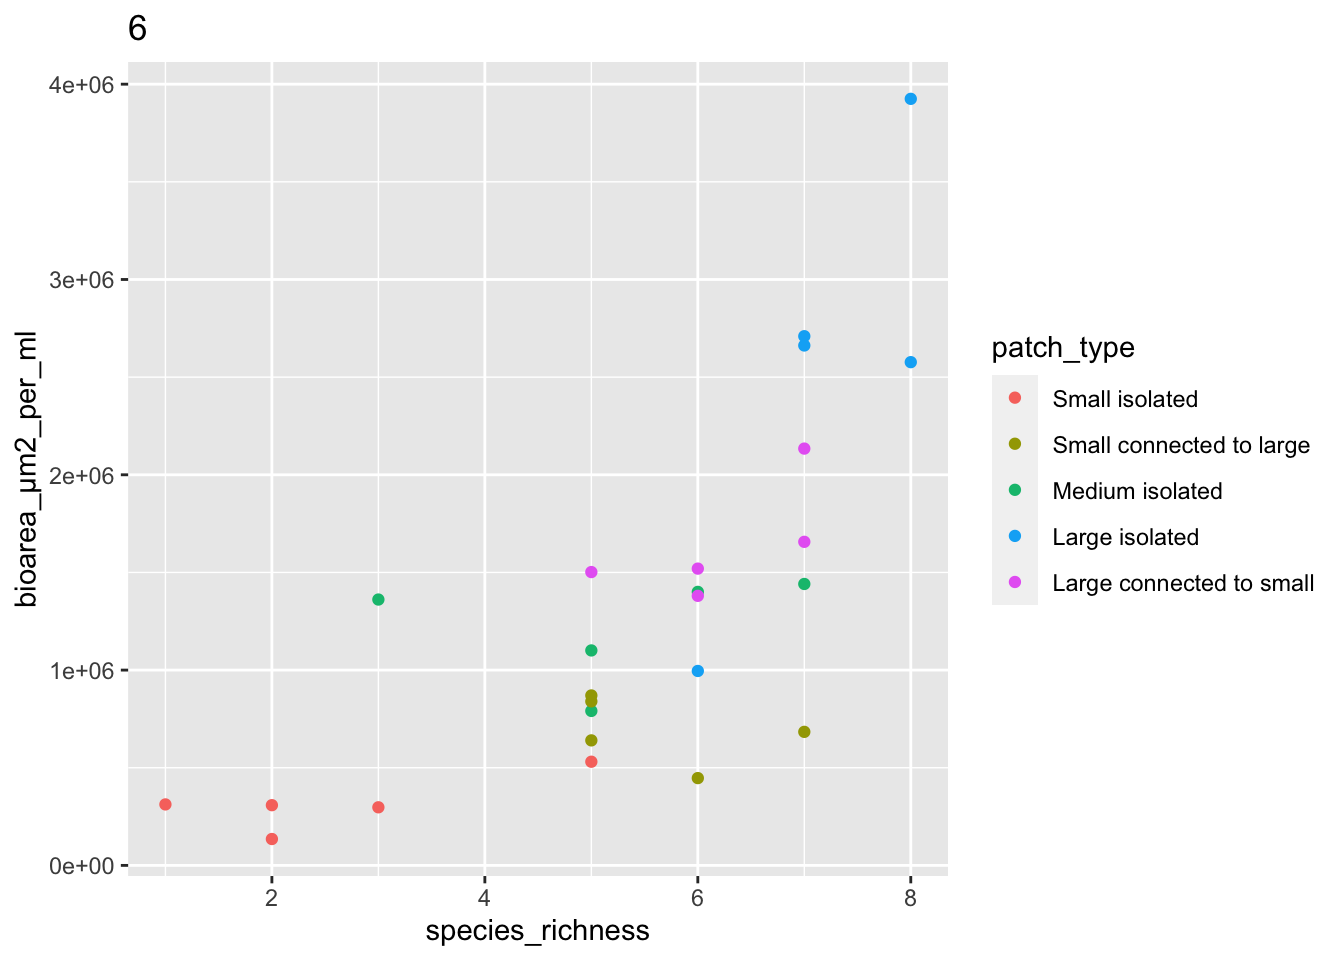 6
4e+06
3e+06
2e+06
1e+06
0e+00
bioarea_µm2_per_ml
2
4
6
8
species_richness
patch_type
Small isolated
Small connected to large
Medium isolated
Large isolated
Large connected to small